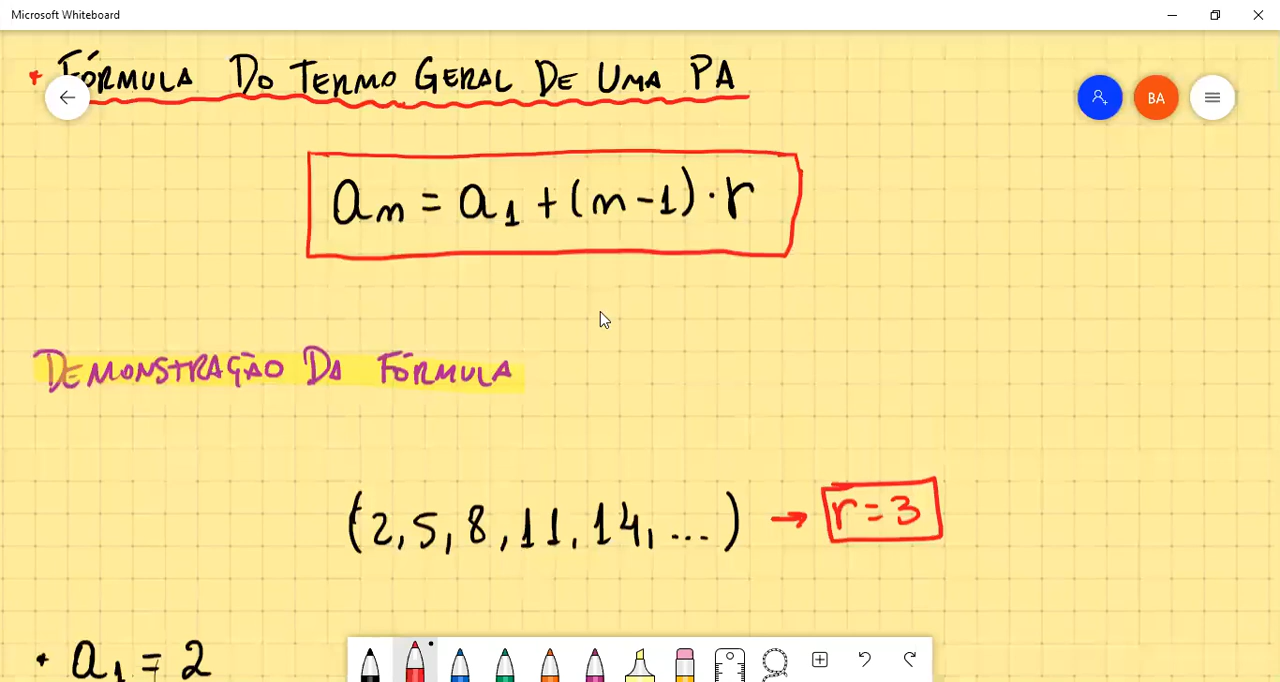 Microsoft Whiteboard
FÓRMULA DO TERMO GERAL DE UMA PA
BA
an = a1 + (n-1) · r
DEMONSTRAÇÃO DA FÓRMULA
(2, 5, 8, 11, 14, ...) → r = 3
a1 = 2